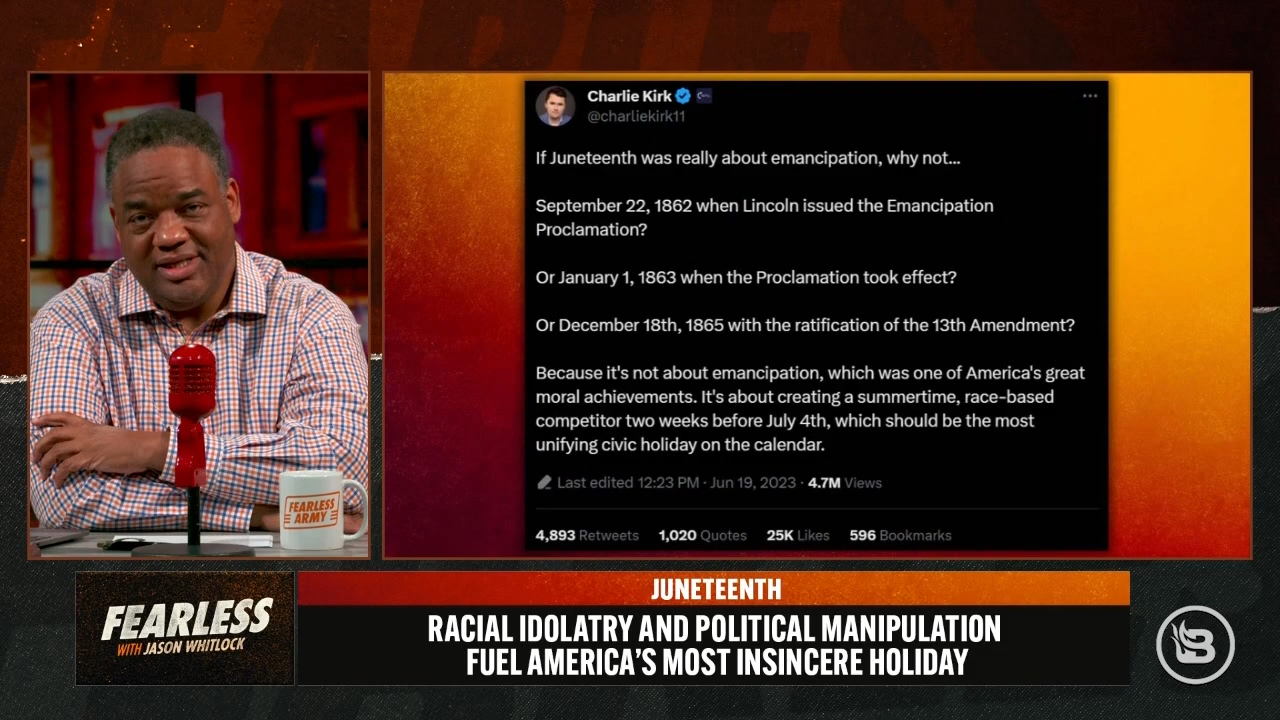 FEARLESS
Charlie Kirk
@charliekirk11
If Juneteenth was really about emancipation, why not...
September 22, 1862 when Lincoln issued the Emancipation
Proclamation?
Or January 1, 1863 when the Proclamation took effect?
Or December 18th, 1865 with the ratification of the 13th Amendment?
Because it's not about emancipation, which was one of America's great
moral achievements. It's about creating a summertime, race-based
competitor two weeks before July 4th, which should be the most
unifying civic holiday on the calendar.
Last edited 12:23 PM · Jun 19, 2023 · 4.7M Views
4,893 Retweets 1,020 Quotes 25K Likes 596 Bookmarks
FEARLESS
ARMY
JUNETEENTH
FEARLESS
WITH JASON WHITLOCK
RACIAL IDOLATRY AND POLITICAL MANIPULATION
FUEL AMERICA'S MOST INSINCERE HOLIDAY
B